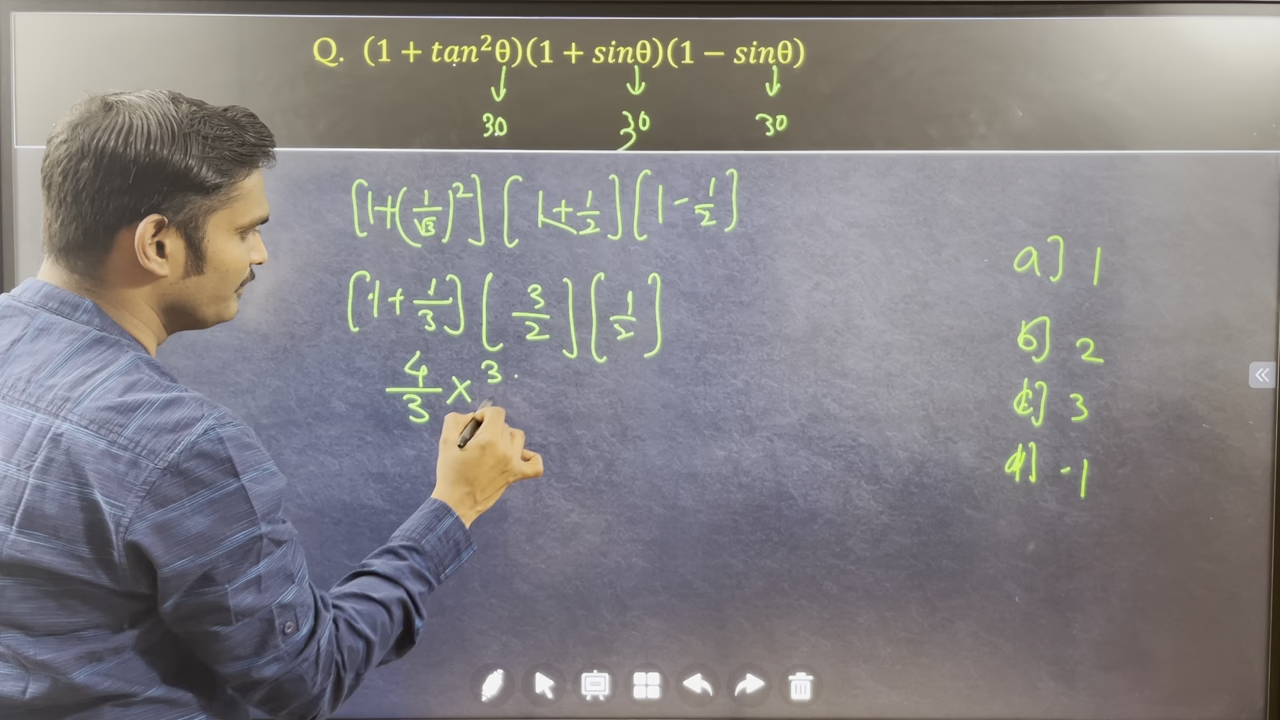 Q. (1 + tan²θ)(1 + sinθ)(1 − sinθ)
↓ ↓ ↓
30 30 30
[1+(1/√3)²] [1+1/2] [1-1/2]
[1+1/3] [3/2] [1/2]
4/3 × 3
a] 1
b] 2
c] 3
d] -1
«